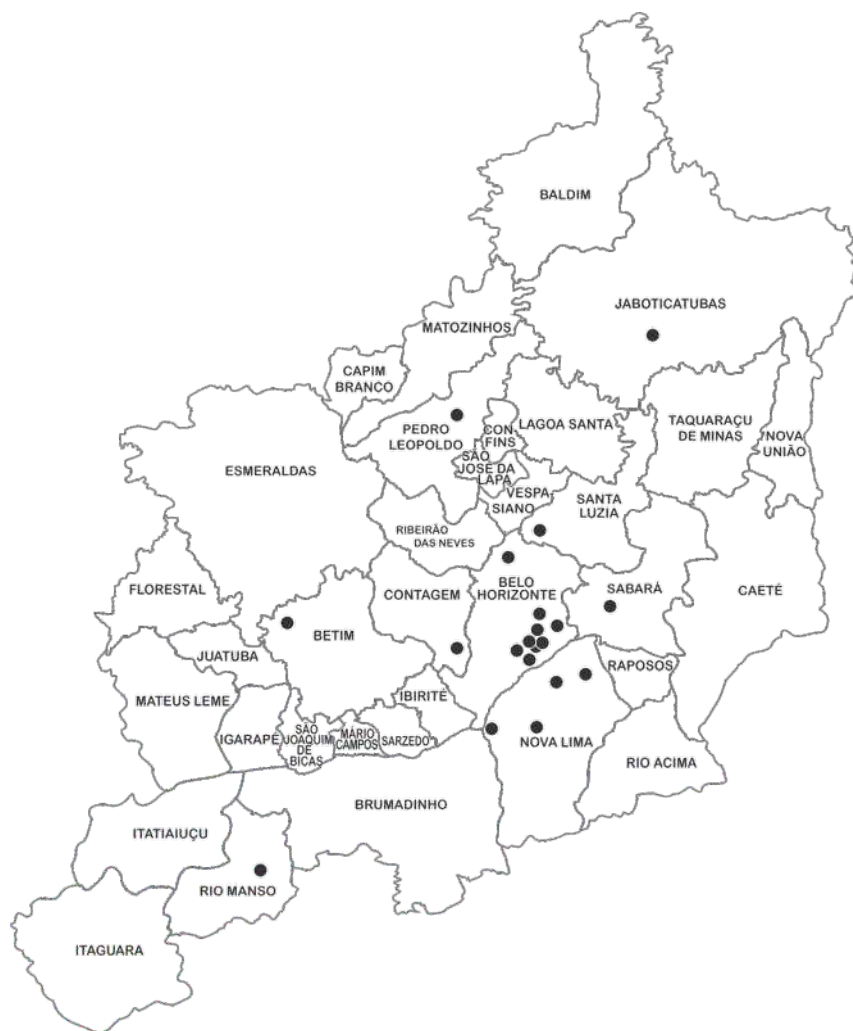 BALDIM
JABOTICATUBAS
MATOZINHOS
CAPIM
BRANCO
PEDRO
LEOPOLDO
CON-
FINS
LAGOA SANTA
TAQUARAÇU
DE MINAS
NOVA
UNIÃO
ESMERALDAS
SÃO
JOSÉ DA
LAPA
VESPA-
SIANO
SANTA
LUZIA
RIBEIRÃO
DAS NEVES
FLORESTAL
CONTAGEM
BELO
HORIZONTE
SABARÁ
CAETÉ
BETIM
JUATUBA
MATEUS LEME
IBIRITÉ
RAPOSOS
IGARAPÉ
SÃO
JOAQUIM
DE
BICAS
MÁRIO
CAMPOS
SARZEDO
NOVA LIMA
RIO ACIMA
BRUMADINHO
ITATIAIUÇU
RIO MANSO
ITAGUARA